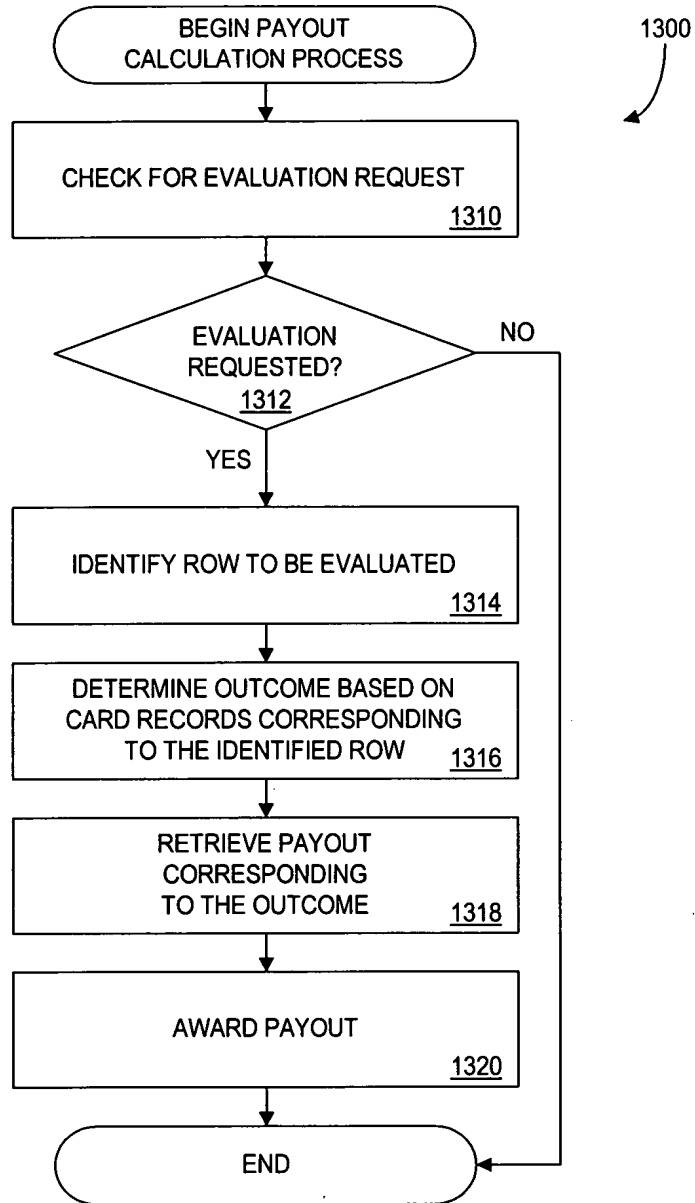 BEGIN PAYOUT
CALCULATION PROCESS
1300
CHECK FOR EVALUATION REQUEST
1310
EVALUATION
REQUESTED?
1312
NO
YES
IDENTIFY ROW TO BE EVALUATED
1314
DETERMINE OUTCOME BASED ON
CARD RECORDS CORRESPONDING
TO THE IDENTIFIED ROW
1316
RETRIEVE PAYOUT
CORRESPONDING
TO THE OUTCOME
1318
AWARD PAYOUT
1320
END